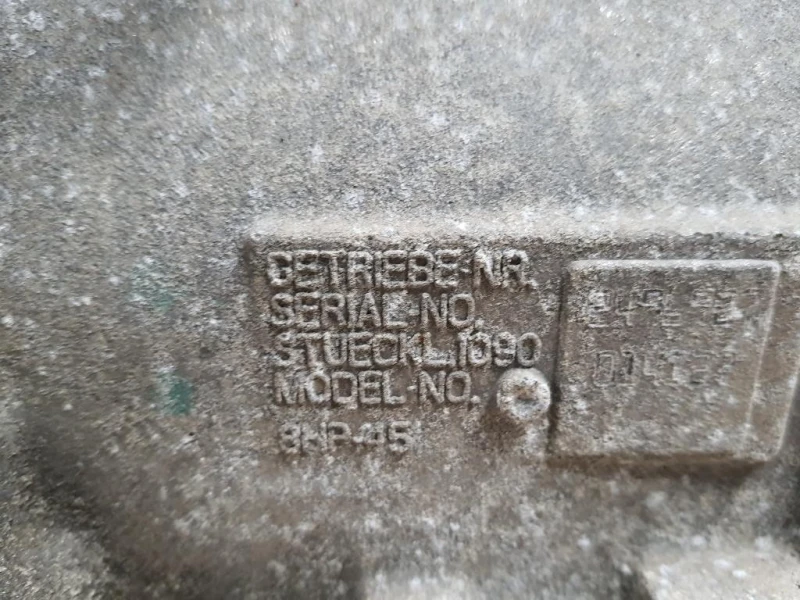 GETRIEBE-NR.
SERIAL-NO.
STUECKL.1090
MODEL-NO.
8HP-45